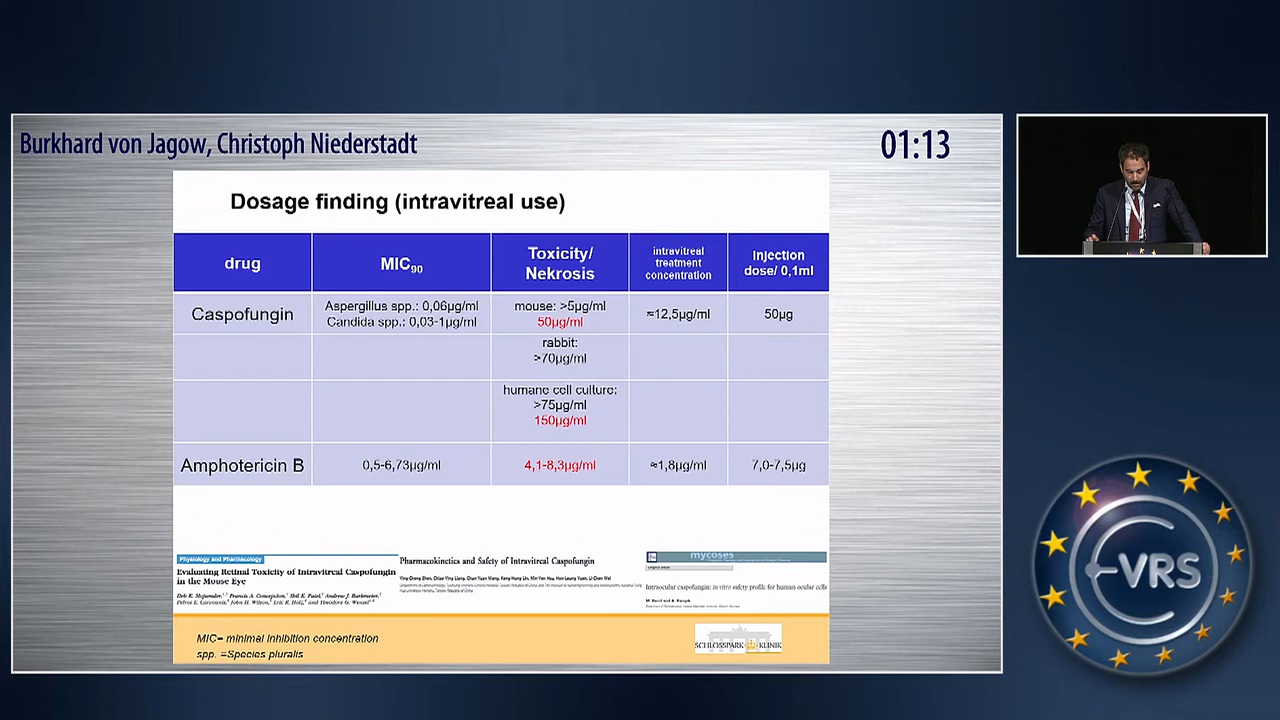 Burkhard von Jagow, Christoph Niederstadt
01:13
Dosage finding (intravitreal use)
drug
MIC90
Toxicity/
Nekrosis
intravitreal
treatment
concentration
Injection
dose/ 0,1ml
Caspofungin
Aspergillus spp.: 0,06µg/ml
Candida spp.: 0,03-1µg/ml
mouse: >5µg/ml
50µg/ml
≈12,5µg/ml
50µg
rabbit:
>70µg/ml
humane cell culture:
>75µg/ml
150µg/ml
Amphotericin B
0,5-6,73µg/ml
4,1-8,3µg/ml
≈1,8µg/ml
7,0-7,5µg
Physiology and Pharmacology
Evaluating Retinal Toxicity of Intravitreal Caspofungin
in the Mouse Eye
Pharmacokinetics and Safety of Intravitreal Caspofungin
mycoses
Intraocular caspofungin: in vitro safety profile for human ocular cells
MIC= minimal inhibition concentration
spp. =Species pluralis
SCHLOSSPARK KLINIK
EVRS